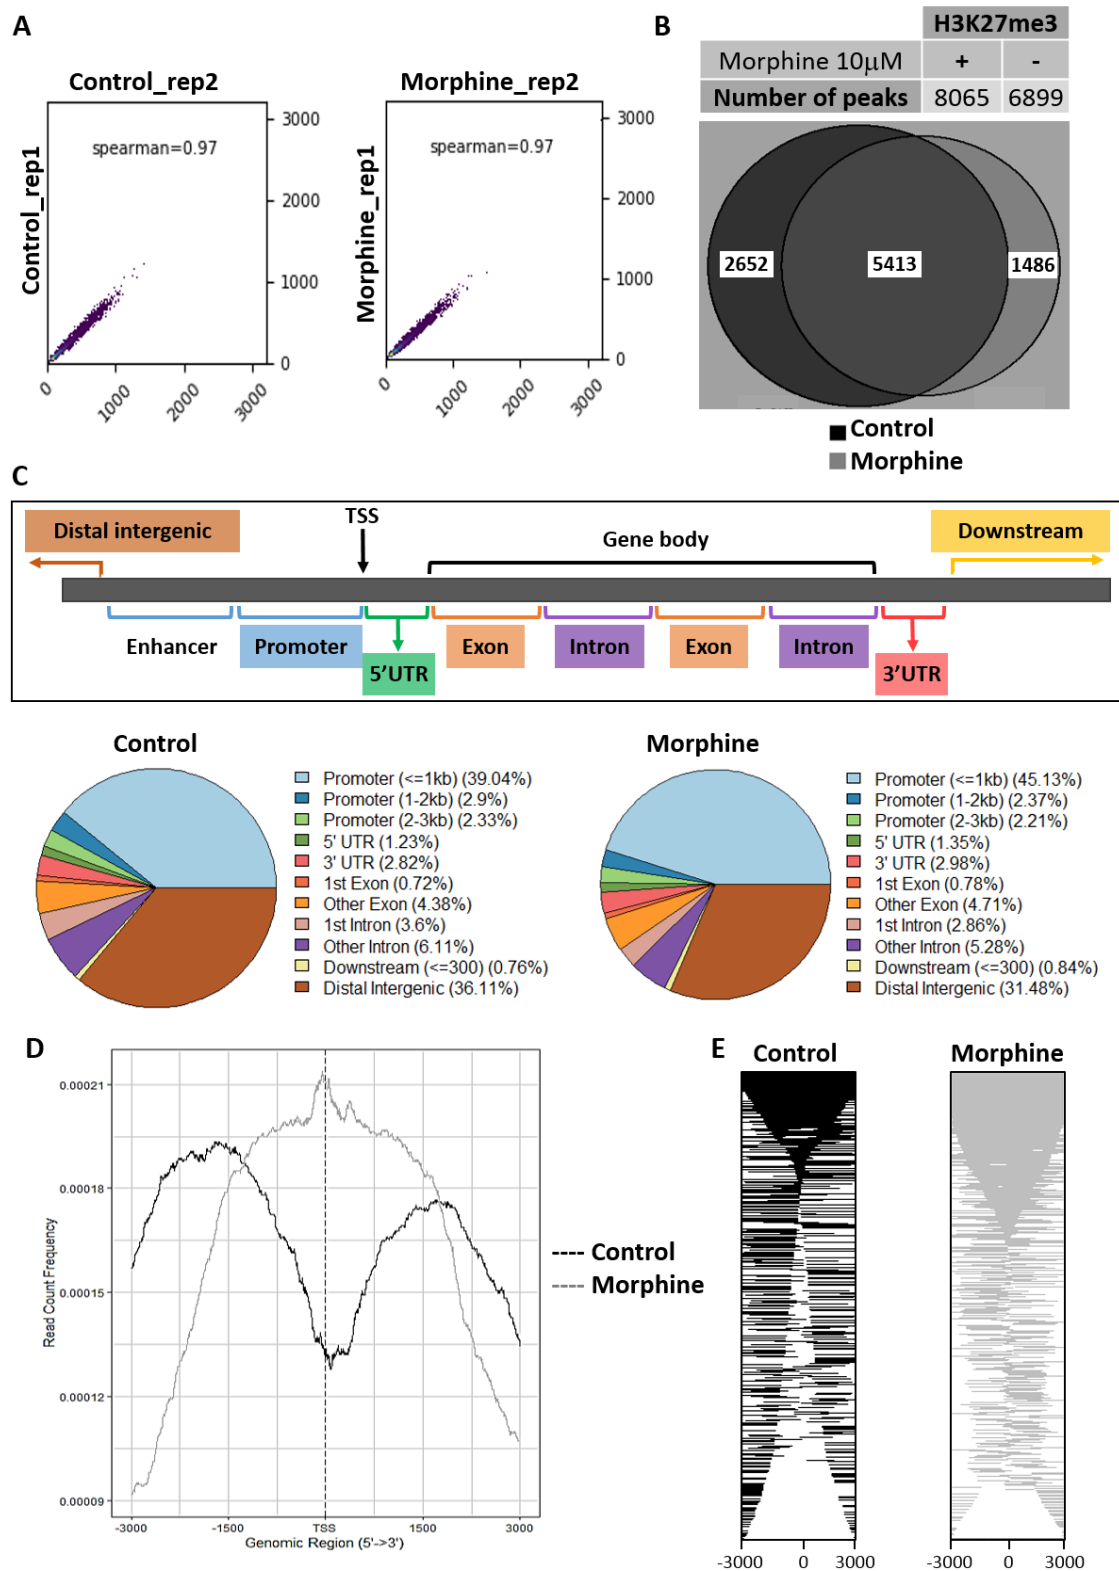 A
Control_rep2
Control_rep1
spearman=0.97
3000
2000
1000
0
0
1000
2000
3000
Morphine_rep2
Morphine_rep1
spearman=0.97
3000
2000
1000
0
0
1000
2000
3000
B
H3K27me3
Morphine 10µM + -
Number of peaks 8065 6899
2652 5413 1486
Control
Morphine
C
Distal intergenic
TSS
Gene body
Downstream
Enhancer Promoter 5'UTR Exon Intron Exon Intron 3'UTR
Control
Promoter (<=1kb) (39.04%)
Promoter (1-2kb) (2.9%)
Promoter (2-3kb) (2.33%)
5' UTR (1.23%)
3' UTR (2.82%)
1st Exon (0.72%)
Other Exon (4.38%)
1st Intron (3.6%)
Other Intron (6.11%)
Downstream (<=300) (0.76%)
Distal Intergenic (36.11%)
Morphine
Promoter (<=1kb) (45.13%)
Promoter (1-2kb) (2.37%)
Promoter (2-3kb) (2.21%)
5' UTR (1.35%)
3' UTR (2.98%)
1st Exon (0.78%)
Other Exon (4.71%)
1st Intron (2.86%)
Other Intron (5.28%)
Downstream (<=300) (0.84%)
Distal Intergenic (31.48%)
D
Read Count Frequency
0.00021
0.00018
0.00015
0.00012
0.00009
-3000 -1500 TSS 1500 3000
Genomic Region (5'->3')
Control
Morphine
E
Control
-3000 0 3000
Morphine
-3000 0 3000